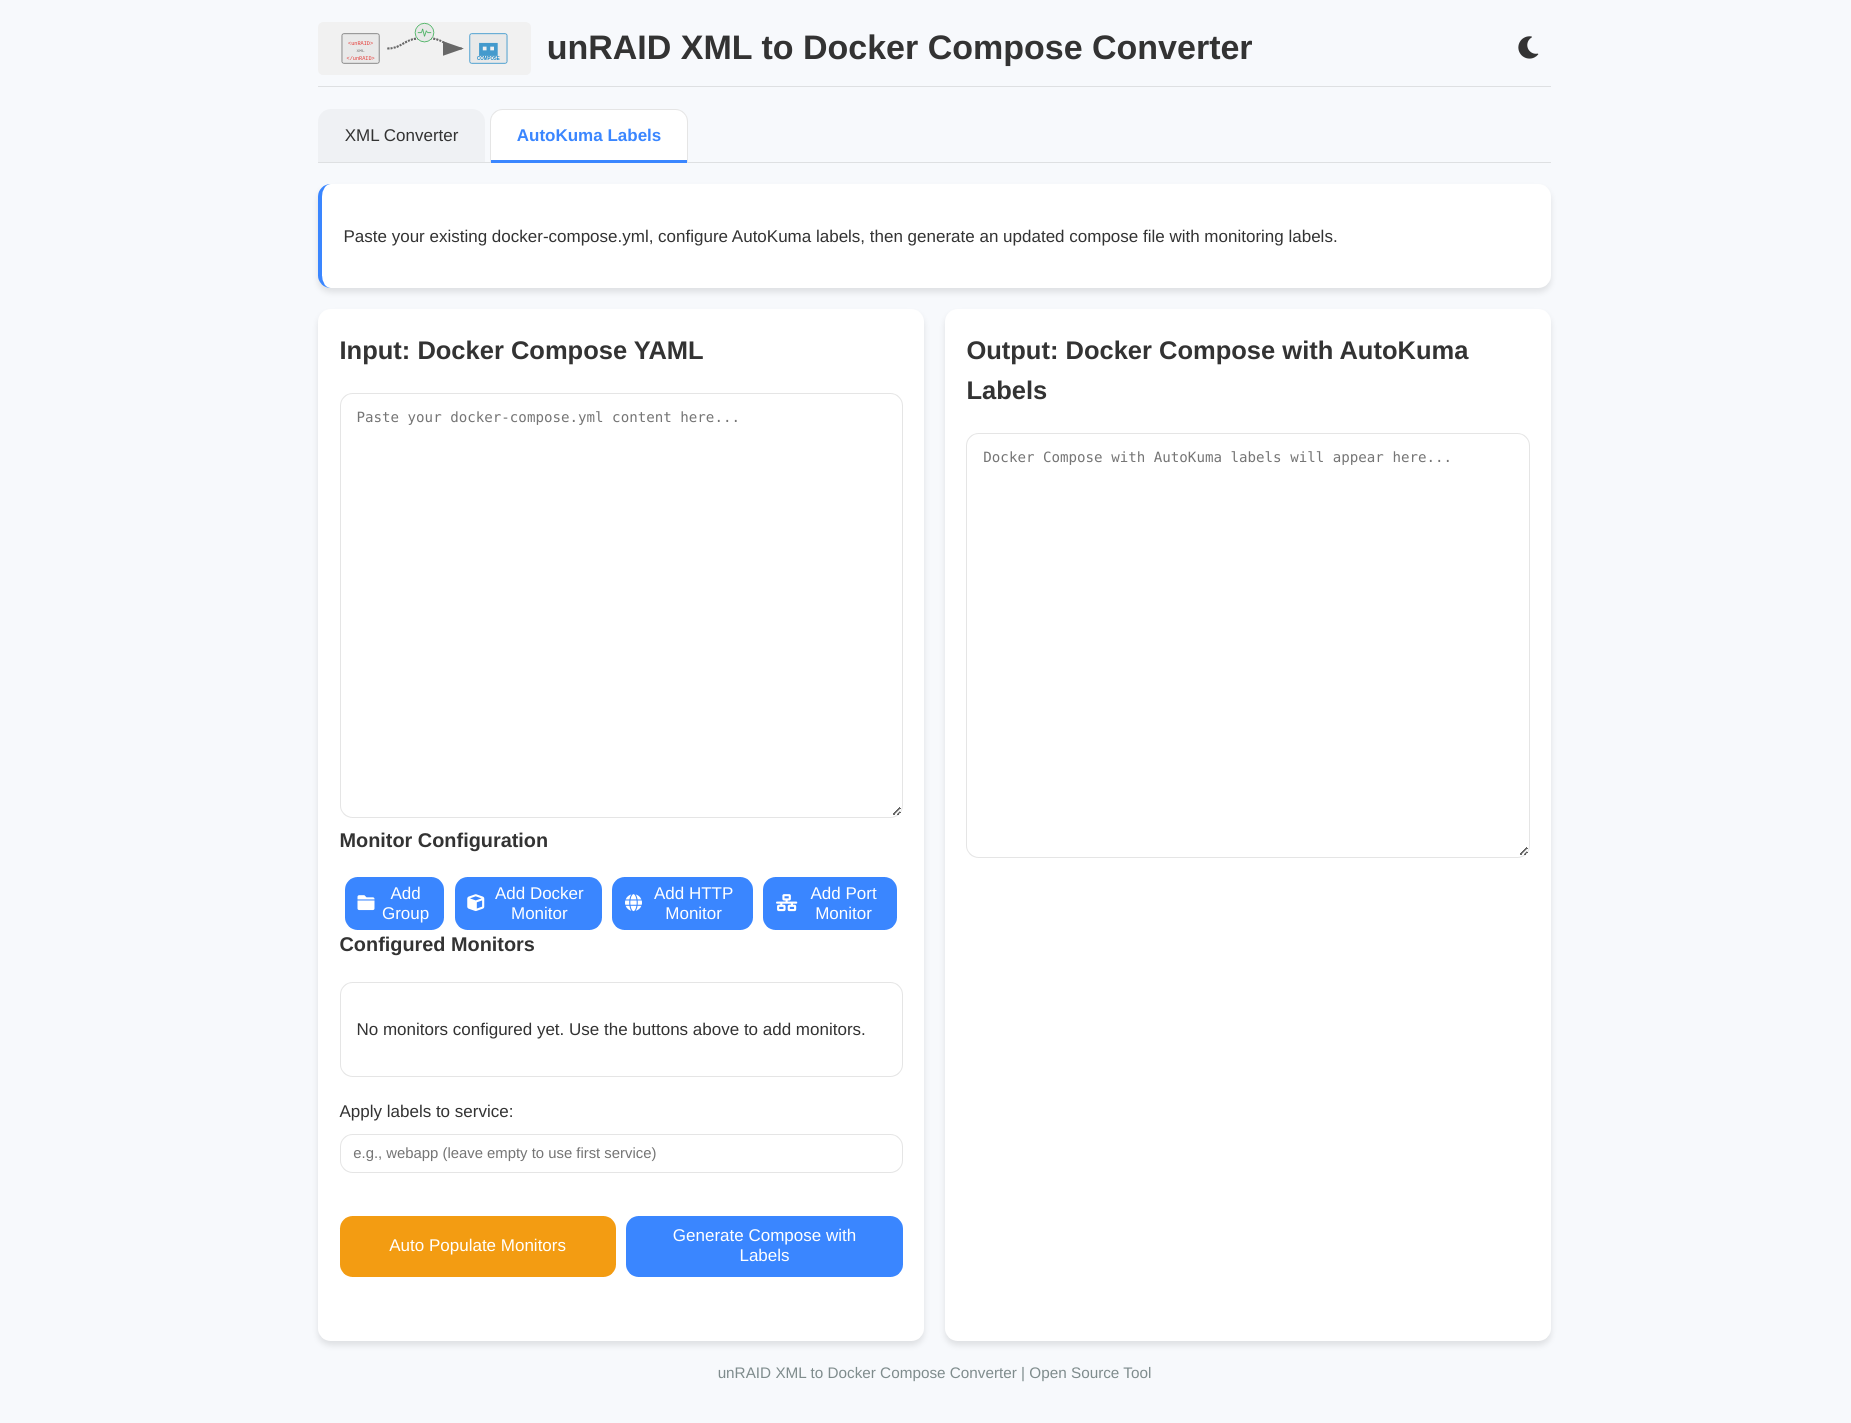 <unRAID>
XML
</unRAID>
COMPOSE
unRAID XML to Docker Compose Converter
XML Converter
AutoKuma Labels
Paste your existing docker-compose.yml, configure AutoKuma labels, then generate an updated compose file with monitoring labels.
Input: Docker Compose YAML
Paste your docker-compose.yml content here...
Monitor Configuration
Add
Group
Add Docker
Monitor
Add HTTP
Monitor
Add Port
Monitor
Configured Monitors
No monitors configured yet. Use the buttons above to add monitors.
Apply labels to service:
e.g., webapp (leave empty to use first service)
Auto Populate Monitors
Generate Compose with
Labels
Output: Docker Compose with AutoKuma
Labels
Docker Compose with AutoKuma labels will appear here...
unRAID XML to Docker Compose Converter | Open Source Tool